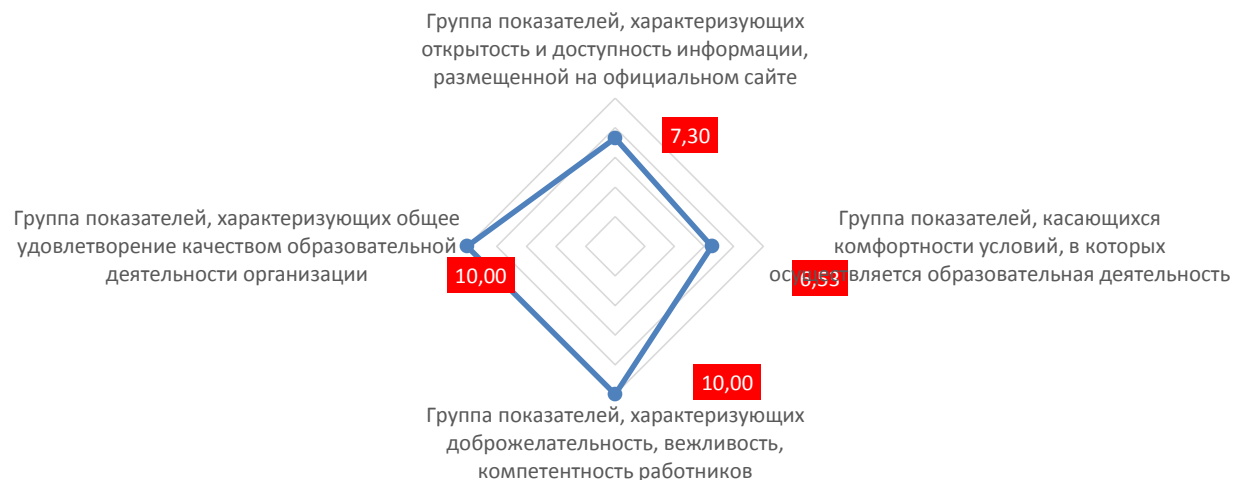 Группа показателей, характеризующих
открытость и доступность информации,
размещенной на официальном сайте
7,30
Группа показателей, характеризующих общее
удовлетворение качеством образовательной
деятельности организации
10,00
Группа показателей, касающихся
комфортности условий, в которых
осуществляется образовательная деятельность
6,53
10,00
Группа показателей, характеризующих
доброжелательность, вежливость,
компетентность работников